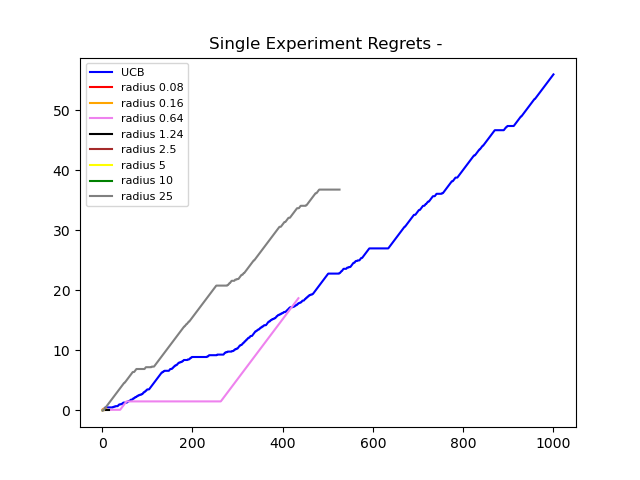 Single Experiment Regrets -
UCB
radius 0.08
radius 0.16
radius 0.64
radius 1.24
radius 2.5
radius 5
radius 10
radius 25
50
40
30
20
10
0
0 200 400 600 800 1000